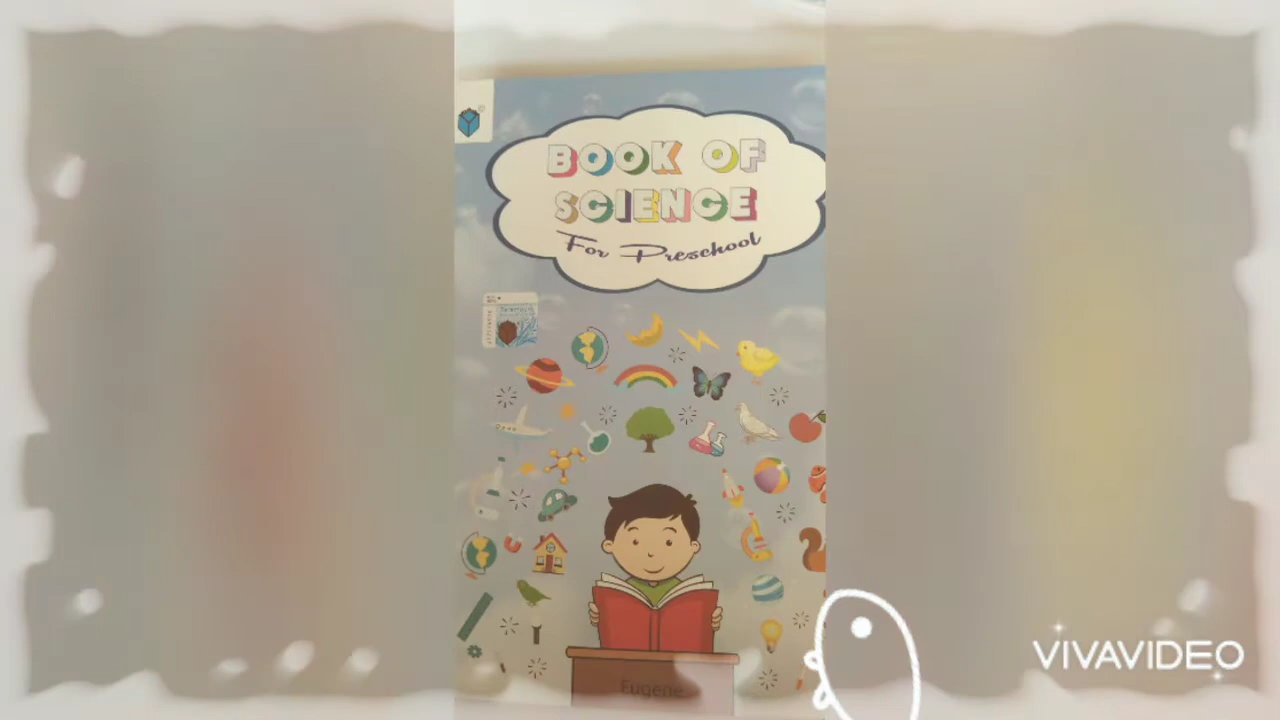 BOOK OF
SCIENCE
For Preschool
Eugene
VIVAVIDEO